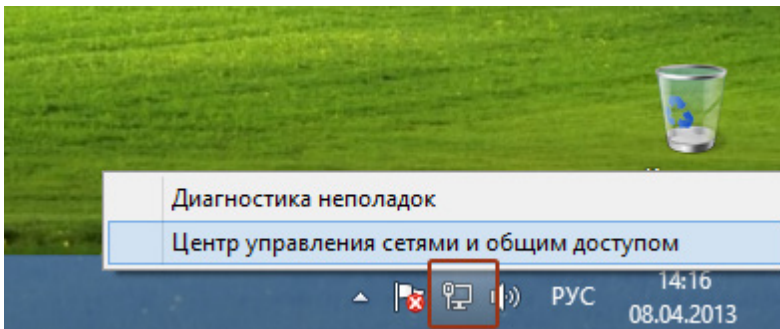 Диагностика неполадок
Центр управления сетями и общим доступом
РУС
14:16
08.04.2013